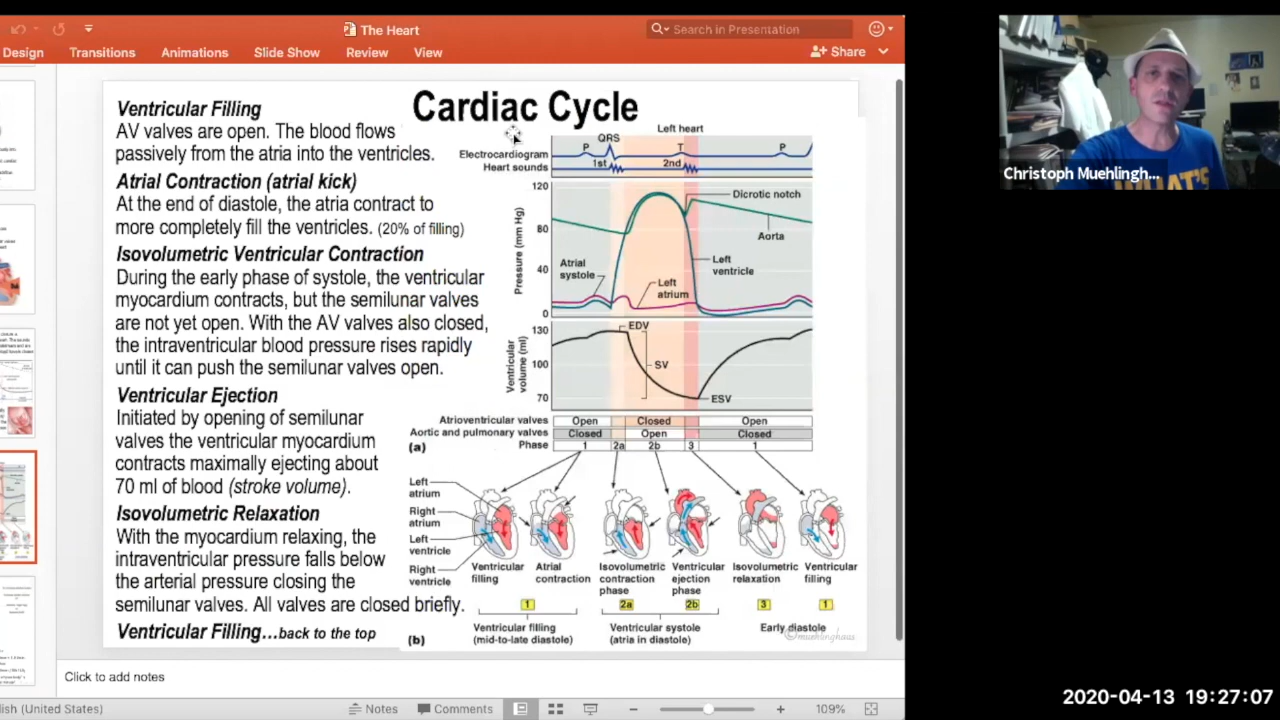 The Heart
Search in Presentation
Design
Transitions
Animations
Slide Show
Review
View
Share
Cardiac Cycle
Ventricular Filling
AV valves are open. The blood flows
passively from the atria into the ventricles.
Atrial Contraction (atrial kick)
At the end of diastole, the atria contract to
more completely fill the ventricles. (20% of filling)
Isovolumetric Ventricular Contraction
During the early phase of systole, the ventricular
myocardium contracts, but the semilunar valves
are not yet open. With the AV valves also closed,
the intraventricular blood pressure rises rapidly
until it can push the semilunar valves open.
Ventricular Ejection
Initiated by opening of semilunar
valves the ventricular myocardium
contracts maximally ejecting about
70 ml of blood (stroke volume).
Isovolumetric Relaxation
With the myocardium relaxing, the
intraventricular pressure falls below
the arterial pressure closing the
semilunar valves. All valves are closed briefly.
Ventricular Filling...back to the top
Left heart
QRS
P
T
P
Electrocardiogram
Heart sounds
1st
2nd
120
80
40
0
Pressure (mm Hg)
Dicrotic notch
Aorta
Atrial
systole
Left
ventricle
Left
atrium
130
100
70
Ventricular
volume (ml)
EDV
SV
ESV
Atrioventricular valves
Open
Closed
Open
Aortic and pulmonary valves
Closed
Open
Closed
Phase
1
2a
2b
3
1
(a)
Left
atrium
Right
atrium
Left
ventricle
Right
ventricle
Ventricular
filling
Atrial
contraction
Isovolumetric
contraction
phase
Ventricular
ejection
phase
Isovolumetric
relaxation
Ventricular
filling
1
2a
2b
3
1
Ventricular filling
(mid-to-late diastole)
Ventricular systole
(atria in diastole)
Early diastole
©muehlinghaus
(b)
Click to add notes
lish (United States)
Notes
Comments
109%
Christoph Muehlingh...
2020-04-13 19:27:07